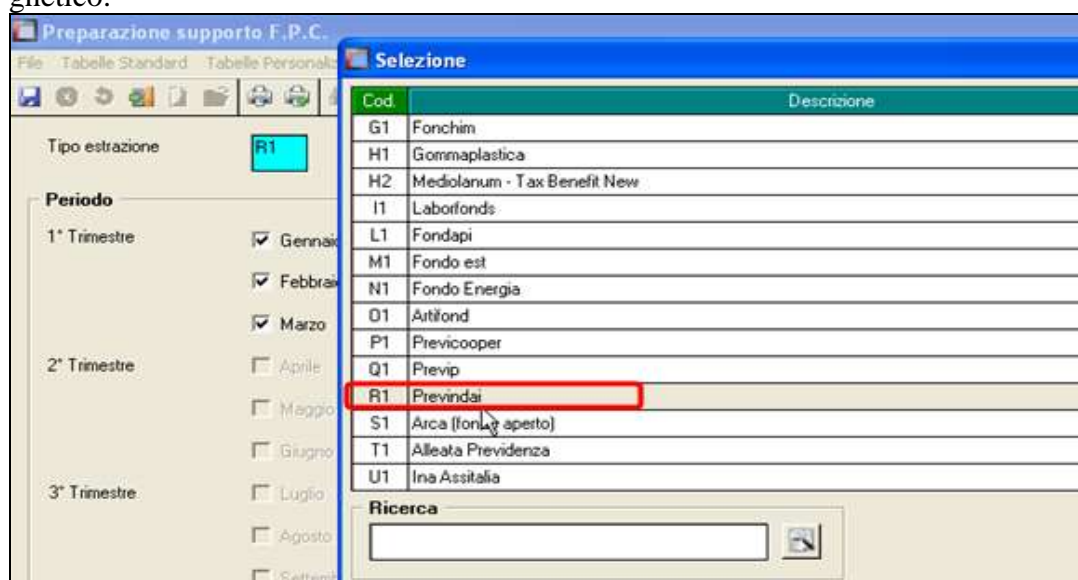 gnetico.
Preparazione supporto F.P.C.
File Tabelle Standard Tabelle Personaliz
Tipo estrazione R1
Periodo
1° Trimestre Gennaio
Febbraio
Marzo
2° Trimestre Aprile
Maggio
Giugno
3° Trimestre Luglio
Agosto
Settemb
Selezione
Cod. Descrizione
G1 Fonchim
H1 Gommaplastica
H2 Mediolanum - Tax Benefit New
I1 Laborfonds
L1 Fondapi
M1 Fondo est
N1 Fondo Energia
O1 Artifond
P1 Previcooper
Q1 Previp
R1 Previndai
S1 Arca (fondo aperto)
T1 Alleata Previdenza
U1 Ina Assitalia
Ricerca